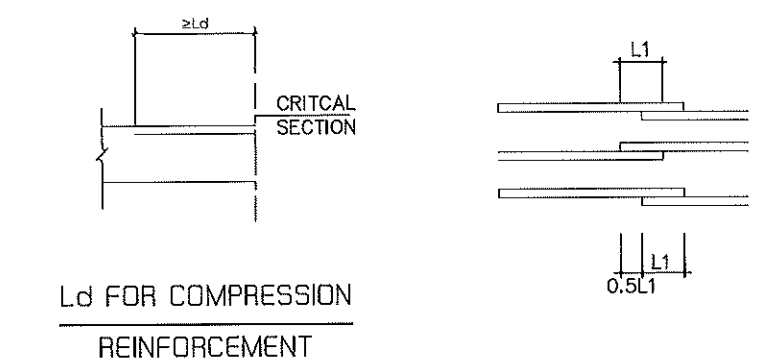 ≥Ld
L1
CRITCAL
SECTION
L1
0.5L1
Ld FOR COMPRESSION
REINFORCEMENT